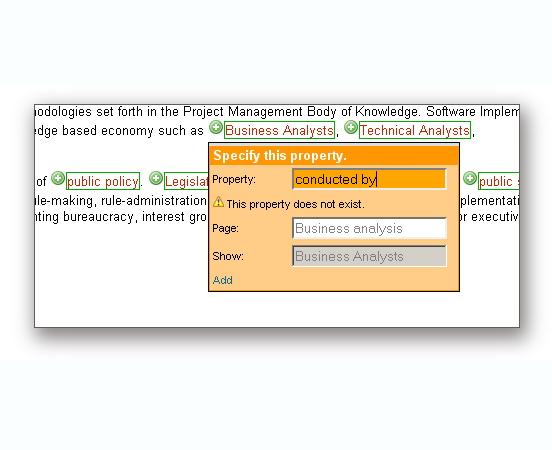 hodologies set forth in the Project Management Body of Knowledge. Software Implem
edge based economy such as Business Analysts, Technical Analysts,
Specify this property.
Property: conducted by
This property does not exist.
Page: Business analysis
Show: Business Analysts
Add
of public policy. Legislat public s
ule-making, rule-administration plementati
nting bureaucracy, interest gro or executiv